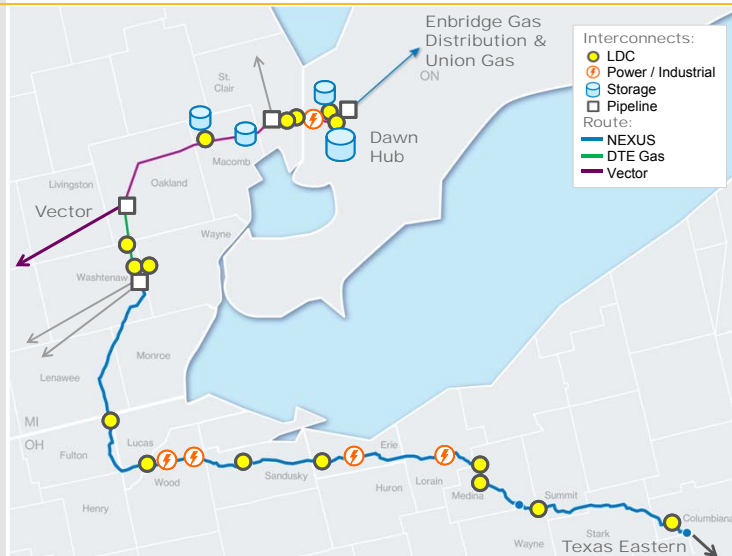 Enbridge Gas
Distribution &
Union Gas
ON
Interconnects:
LDC
Power / Industrial
Storage
Pipeline
Route:
NEXUS
DTE Gas
Vector
St.
Clair
Dawn
Hub
Macomb
Oakland
Livingston
Vector
Wayne
Washtenaw
Monroe
Lenawee
MI
OH
Fulton
Lucas
Wood
Sandusky
Erie
Huron
Lorain
Medina
Henry
Summit
Columbiana
Stark
Wayne
Texas Eastern